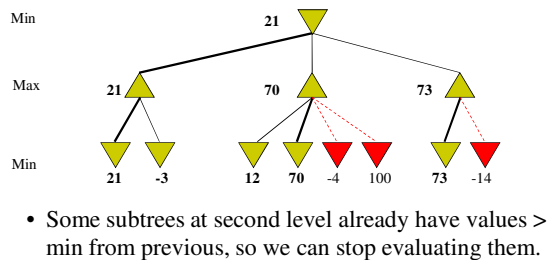 Min 21
Max 21 70 73
Min
21 -3 12 70 -4 100 73 -14
• Some subtrees at second level already have values >
min from previous, so we can stop evaluating them.